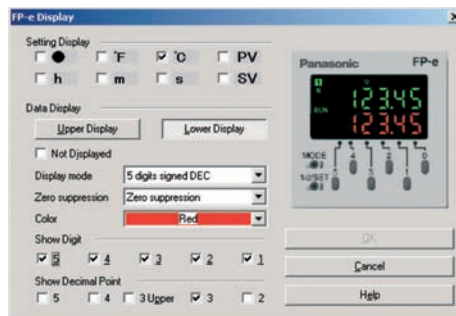 FP-e Display
Setting Display
°F °C PV
h m s SV
Data Display
Upper Display Lower Display
Not Displayed
Display mode 5 digits signed DEC
Zero suppression Zero suppression
Color Red
Show Digit
5 4 3 2 1
Show Decimal Point
5 4 3 Upper 3 2
Panasonic FP-e
1
N
RUN
123.45
123.45
MODE 4 2 0
1-0/SET 5 3 1
OK
Cancel
Help